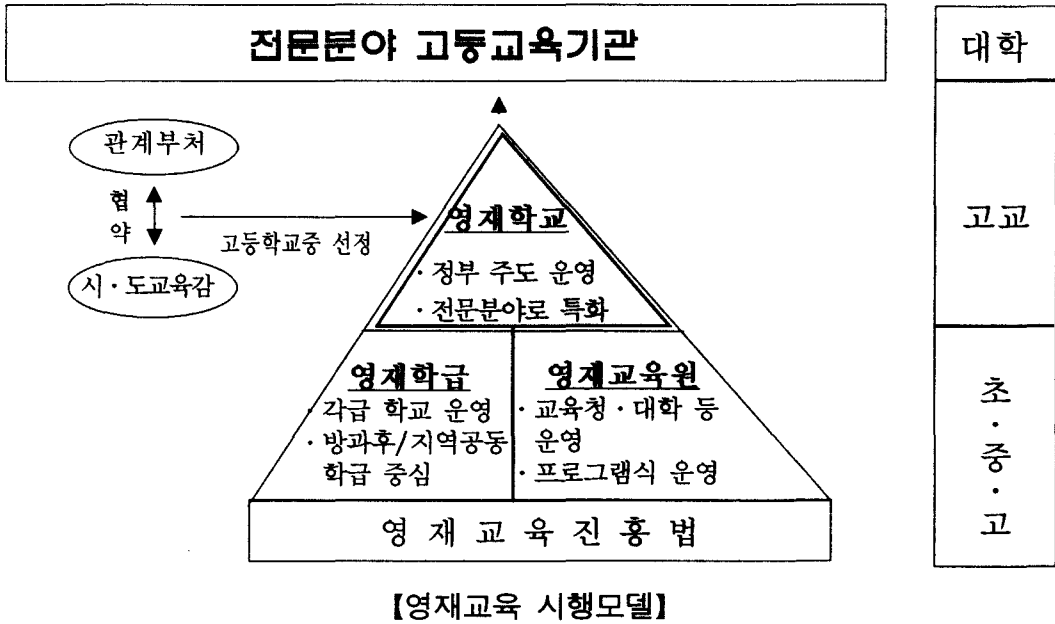 전문분야 고등교육기관
대학
관계부처
협
약
고등학교중 선정
시·도교육감
영재학교
· 정부 주도 운영
· 전문분야로 특화
고교
영재학급
· 각급 학교 운영
· 방과후/지역공동
학급 중심
영재교육원
· 교육청·대학 등
운영
· 프로그램식 운영
초
·
중
·
고
영 재 교 육 진 흥 법
【영재교육 시행모델】